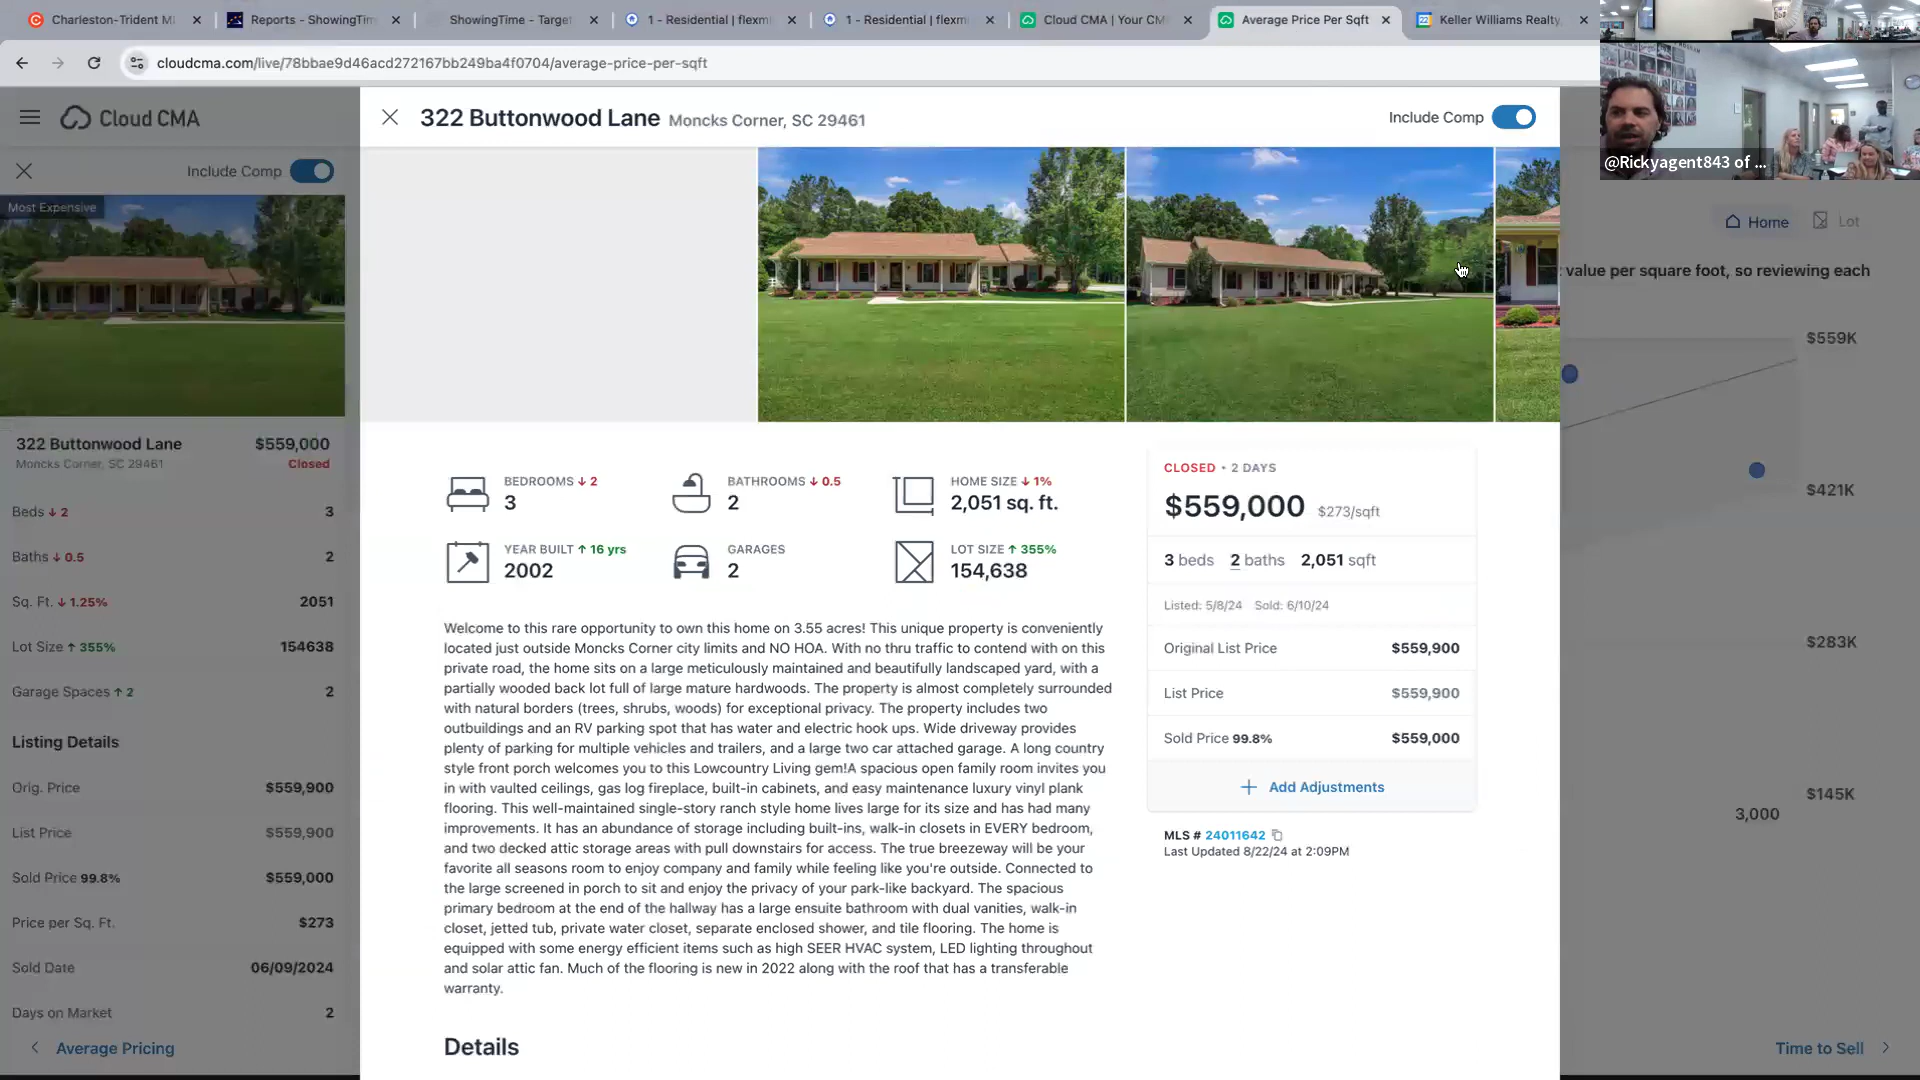 Charleston-Trident M
Reports - ShowingTim
ShowingTime - Target
1 - Residential | flexm
1 - Residential | flexm
Cloud CMA | Your CM
Average Price Per Sqft
Keller Williams Realty
cloudcma.com/live/78bbae9d46acd272167bb249ba4f0704/average-price-per-sqft
@Rickyagent843 of ...
Cloud CMA
Include Comp
Most Expensive
322 Buttonwood Lane $559,000
Moncks Corner, SC 29461 Closed
Beds ↓ 2 3
Baths ↓ 0.5 2
Sq. Ft. ↓ 1.25% 2051
Lot Size ↑ 355% 154638
Garage Spaces ↑ 2 2
Listing Details
Orig. Price $559,900
List Price $559,900
Sold Price 99.8% $559,000
Price per Sq. Ft. $273
Sold Date 06/09/2024
Days on Market 2
Average Pricing
322 Buttonwood Lane Moncks Corner, SC 29461
Include Comp
BEDROOMS ↓ 2
3
BATHROOMS ↓ 0.5
2
HOME SIZE ↓ 1%
2,051 sq. ft.
YEAR BUILT ↑ 16 yrs
2002
GARAGES
2
LOT SIZE ↑ 355%
154,638
Welcome to this rare opportunity to own this home on 3.55 acres! This unique property is conveniently
located just outside Moncks Corner city limits and NO HOA. With no thru traffic to contend with on this
private road, the home sits on a large meticulously maintained and beautifully landscaped yard, with a
partially wooded back lot full of large mature hardwoods. The property is almost completely surrounded
with natural borders (trees, shrubs, woods) for exceptional privacy. The property includes two
outbuildings and an RV parking spot that has water and electric hook ups. Wide driveway provides
plenty of parking for multiple vehicles and trailers, and a large two car attached garage. A long country
style front porch welcomes you to this Lowcountry Living gem!A spacious open family room invites you
in with vaulted ceilings, gas log fireplace, built-in cabinets, and easy maintenance luxury vinyl plank
flooring. This well-maintained single-story ranch style home lives large for its size and has had many
improvements. It has an abundance of storage including built-ins, walk-in closets in EVERY bedroom,
and two decked attic storage areas with pull downstairs for access. The true breezeway will be your
favorite all seasons room to enjoy company and family while feeling like you're outside. Connected to
the large screened in porch to sit and enjoy the privacy of your park-like backyard. The spacious
primary bedroom at the end of the hallway has a large ensuite bathroom with dual vanities, walk-in
closet, jetted tub, private water closet, separate enclosed shower, and tile flooring. The home is
equipped with some energy efficient items such as high SEER HVAC system, LED lighting throughout
and solar attic fan. Much of the flooring is new in 2022 along with the roof that has a transferable
warranty.
Details
CLOSED • 2 DAYS
$559,000 $273/sqft
3 beds 2 baths 2,051 sqft
Listed: 5/8/24 Sold: 6/10/24
Original List Price $559,900
List Price $559,900
Sold Price 99.8% $559,000
Add Adjustments
MLS # 24011642
Last Updated 8/22/24 at 2:09PM
Home Lot
value per square foot, so reviewing each
$559K
$421K
$283K
$145K
3,000
Time to Sell